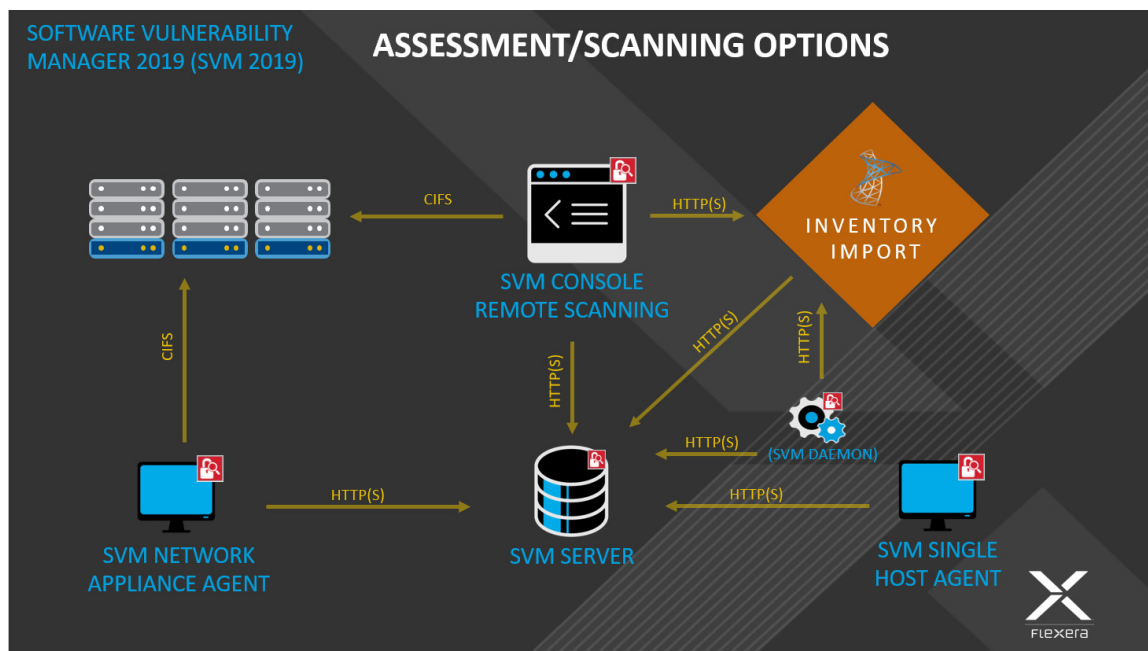 SOFTWARE VULNERABILITY
MANAGER 2019 (SVM 2019)
ASSESSMENT/SCANNING OPTIONS
CIFS
HTTP(S)
INVENTORY
IMPORT
SVM CONSOLE
REMOTE SCANNING
CIFS
HTTP(S)
HTTP(S)
HTTP(S)
HTTP(S)
(SVM DAEMON)
HTTP(S)
HTTP(S)
SVM NETWORK
APPLIANCE AGENT
SVM SERVER
SVM SINGLE
HOST AGENT
FLEXERA